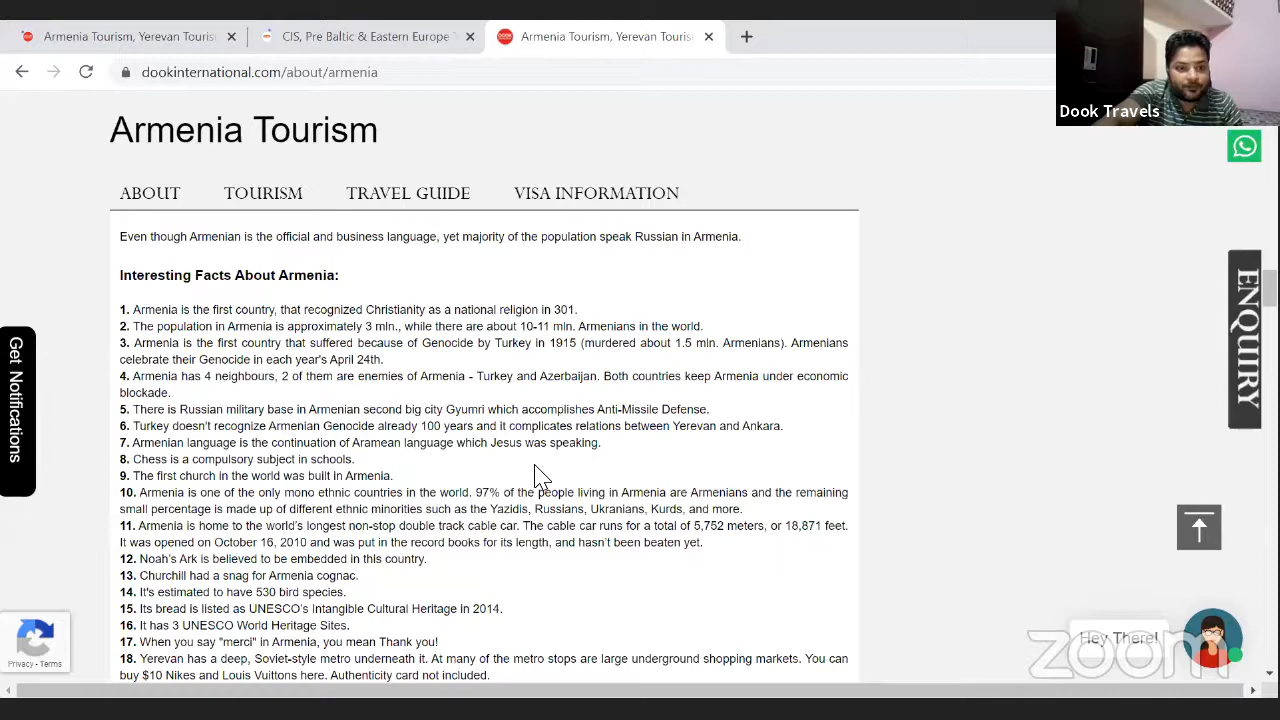 Armenia Tourism, Yerevan Touris
CIS, Pre Baltic & Eastern Europe T
Armenia Tourism, Yerevan Touris
dookinternational.com/about/armenia
Dook Travels
Armenia Tourism
ABOUT TOURISM TRAVEL GUIDE VISA INFORMATION
Even though Armenian is the official and business language, yet majority of the population speak Russian in Armenia.
Interesting Facts About Armenia:
1. Armenia is the first country, that recognized Christianity as a national religion in 301.
2. The population in Armenia is approximately 3 mln., while there are about 10-11 mln. Armenians in the world.
3. Armenia is the first country that suffered because of Genocide by Turkey in 1915 (murdered about 1.5 mln. Armenians). Armenians
celebrate their Genocide in each year's April 24th.
4. Armenia has 4 neighbours, 2 of them are enemies of Armenia - Turkey and Azerbaijan. Both countries keep Armenia under economic
blockade.
5. There is Russian military base in Armenian second big city Gyumri which accomplishes Anti-Missile Defense.
6. Turkey doesn't recognize Armenian Genocide already 100 years and it complicates relations between Yerevan and Ankara.
7. Armenian language is the continuation of Aramean language which Jesus was speaking.
8. Chess is a compulsory subject in schools.
9. The first church in the world was built in Armenia.
10. Armenia is one of the only mono ethnic countries in the world. 97% of the people living in Armenia are Armenians and the remaining
small percentage is made up of different ethnic minorities such as the Yazidis, Russians, Ukranians, Kurds, and more.
11. Armenia is home to the world's longest non-stop double track cable car. The cable car runs for a total of 5,752 meters, or 18,871 feet.
It was opened on October 16, 2010 and was put in the record books for its length, and hasn't been beaten yet.
12. Noah's Ark is believed to be embedded in this country.
13. Churchill had a snag for Armenia cognac.
14. It's estimated to have 530 bird species.
15. Its bread is listed as UNESCO's Intangible Cultural Heritage in 2014.
16. It has 3 UNESCO World Heritage Sites.
17. When you say "merci" in Armenia, you mean Thank you!
18. Yerevan has a deep, Soviet-style metro underneath it. At many of the metro stops are large underground shopping markets. You can
buy $10 Nikes and Louis Vuittons here. Authenticity card not included.
Get Notifications
ENQUIRY
Privacy - Terms
Hey There!
zoom